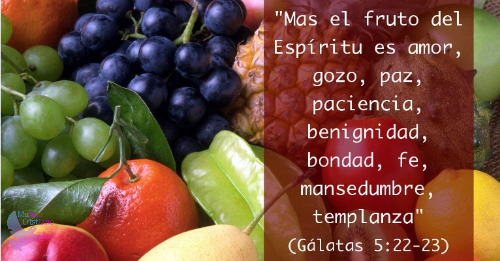 "Mas el fruto del
Espíritu es amor,
gozo, paz,
paciencia,
benignidad,
bondad, fe,
mansedumbre,
templanza"
(Gálatas 5:22-23)